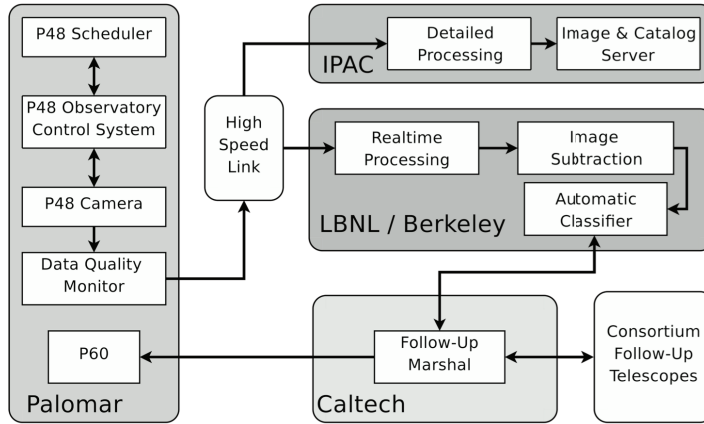 P48 Scheduler
P48 Observatory
Control System
P48 Camera
Data Quality
Monitor
P60
Palomar
High
Speed
Link
Detailed
Processing
Image & Catalog
Server
IPAC
Realtime
Processing
Image
Subtraction
Automatic
Classifier
LBNL / Berkeley
Follow-Up
Marshal
Caltech
Consortium
Follow-Up
Telescopes